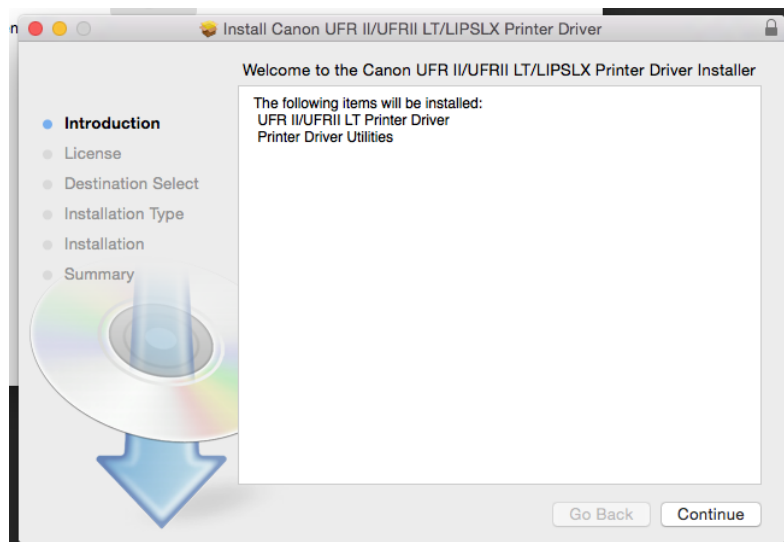 n
Install Canon UFR II/UFRII LT/LIPSLX Printer Driver
Welcome to the Canon UFR II/UFRII LT/LIPSLX Printer Driver Installer
Introduction
License
Destination Select
Installation Type
Installation
Summary
The following items will be installed:
UFR II/UFRII LT Printer Driver
Printer Driver Utilities
Go Back
Continue